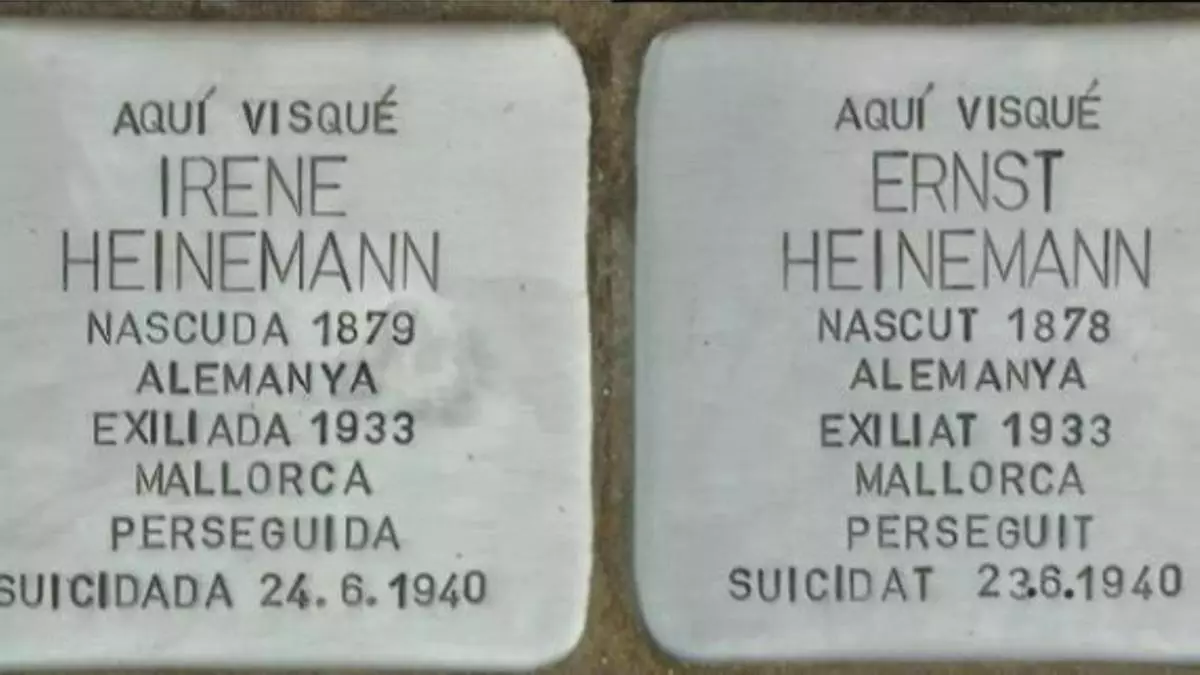 AQUÍ VISQUÉ
IRENE
HEINEMANN
NASCUDA 1879
ALEMANYA
EXILIADA 1933
MALLORCA
PERSEGUIDA
SUICIDADA 24.6.1940
AQUÍ VISQUÉ
ERNST
HEINEMANN
NASCUT 1878
ALEMANYA
EXILIAT 1933
MALLORCA
PERSEGUIT
SUICIDAT 23.6.1940